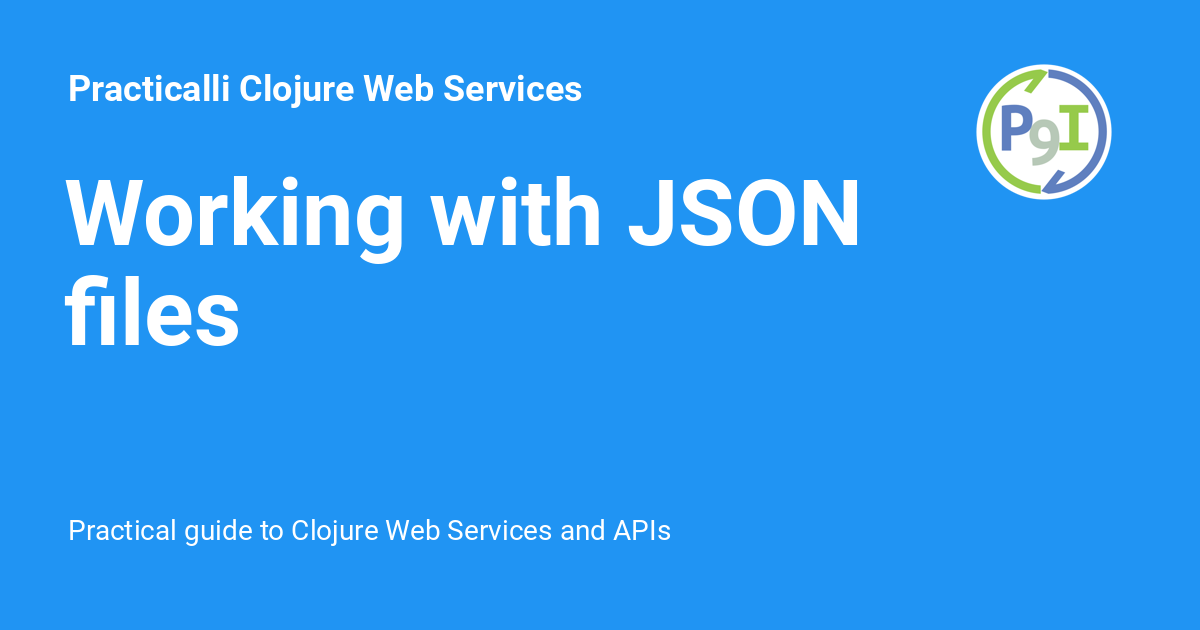 Practicalli Clojure Web Services
P9I
Working with JSON
files
Practical guide to Clojure Web Services and APIs